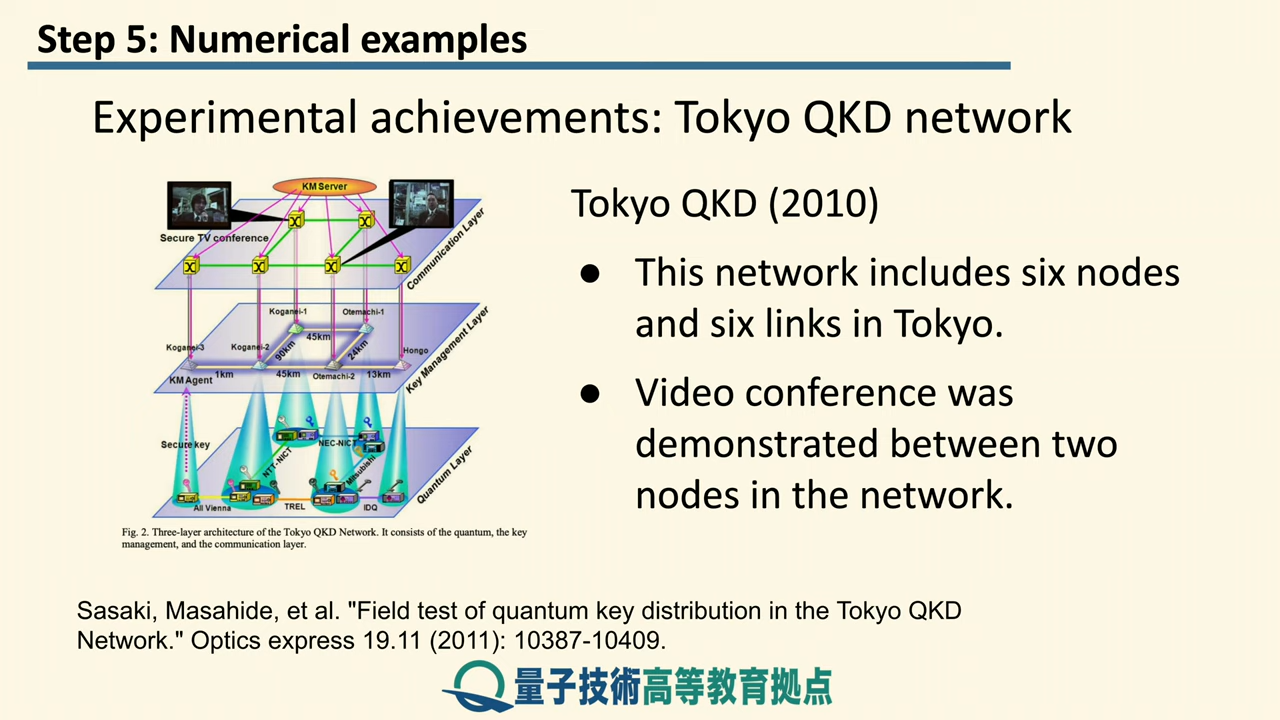 Step 5: Numerical examples
Experimental achievements: Tokyo QKD network
KM Server
Secure TV conference
Communication Layer
Koganei-1
Otemachi-1
45km
Koganei-3
Koganei-2
90km
24km
Hongo
KM Agent
1km
45km
Otemachi-2
13km
Key Management Layer
Secure key
NEC-NICT
NTT-NICT
Mitsubishi
All Vienna
TREL
IDQ
Quantum Layer
Fig. 2. Three-layer architecture of the Tokyo QKD Network. It consists of the quantum, the key
management, and the communication layer.
Tokyo QKD (2010)
● This network includes six nodes
and six links in Tokyo.
● Video conference was
demonstrated between two
nodes in the network.
Sasaki, Masahide, et al. "Field test of quantum key distribution in the Tokyo QKD
Network." Optics express 19.11 (2011): 10387-10409.
量子技術高等教育拠点